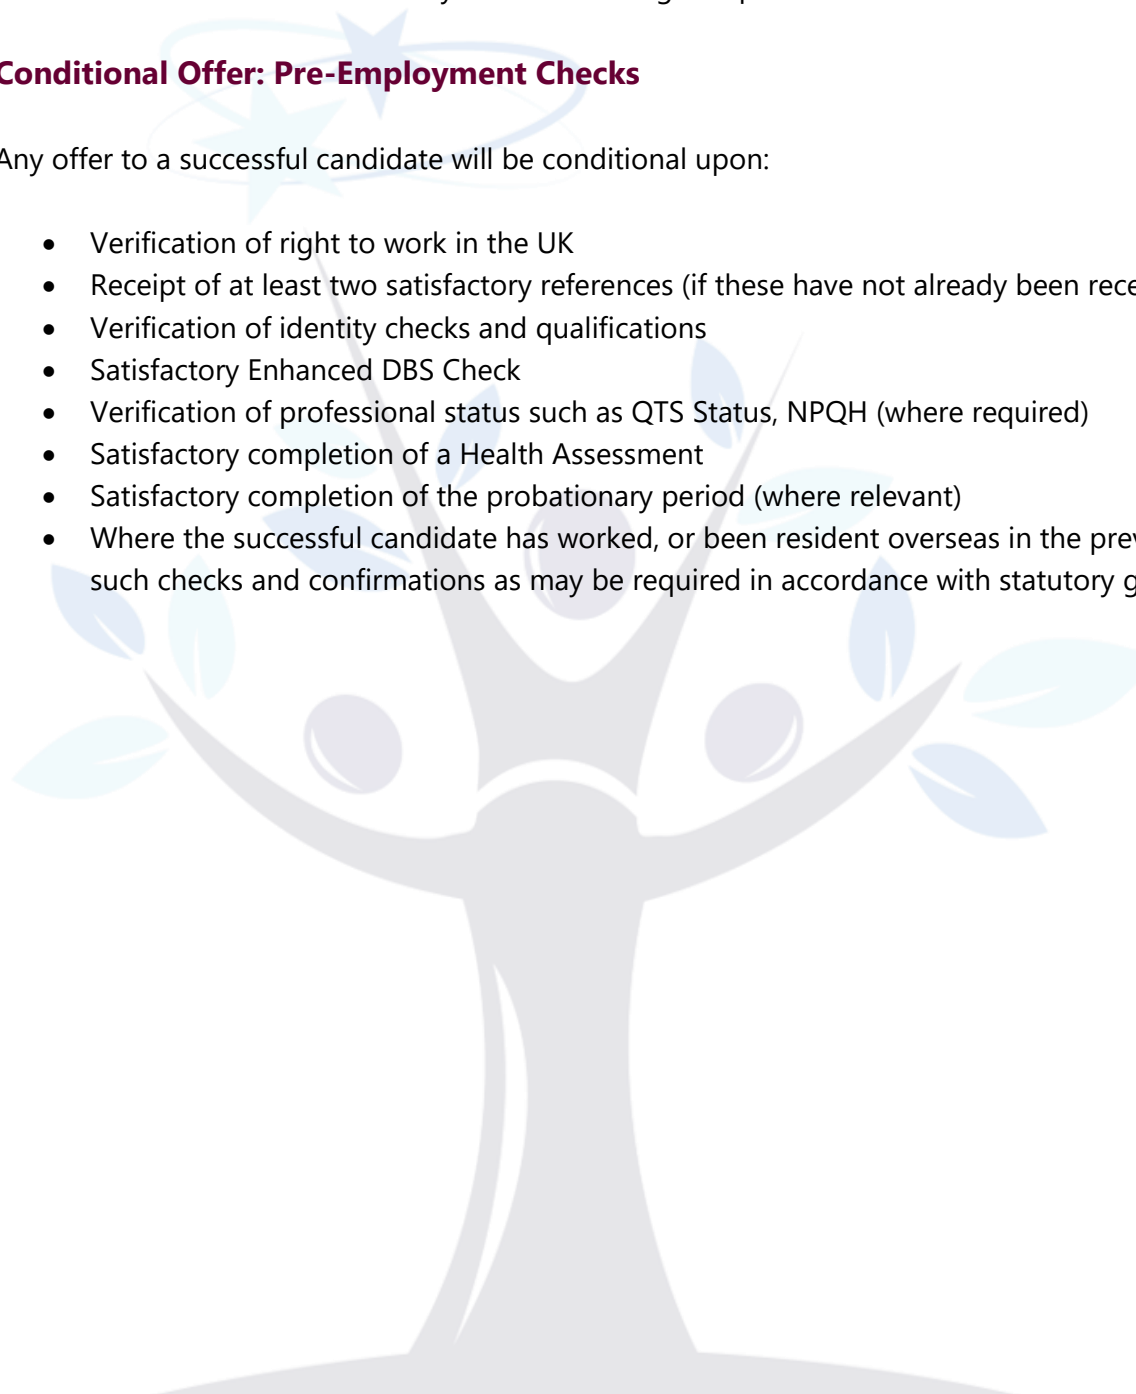 Conditional Offer: Pre-Employment Checks
Any offer to a successful candidate will be conditional upon:
• Verification of right to work in the UK
• Receipt of at least two satisfactory references (if these have not already been rece
• Verification of identity checks and qualifications
• Satisfactory Enhanced DBS Check
• Verification of professional status such as QTS Status, NPQH (where required)
• Satisfactory completion of a Health Assessment
• Satisfactory completion of the probationary period (where relevant)
• Where the successful candidate has worked, or been resident overseas in the prev
such checks and confirmations as may be required in accordance with statutory g